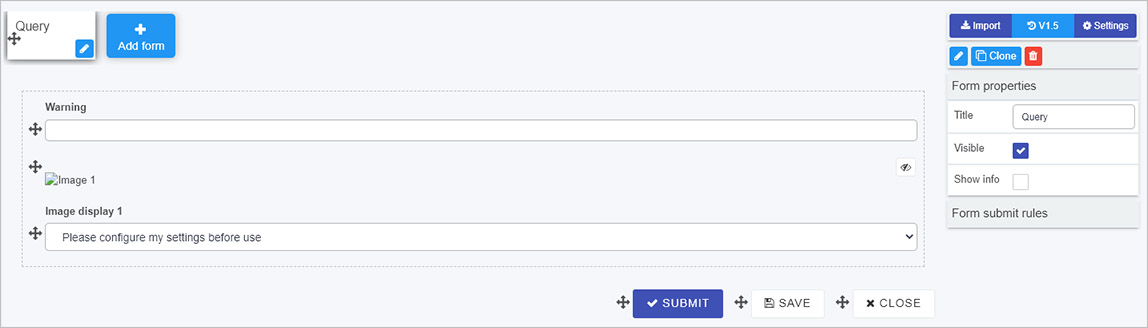 Query
Add form
Import
V1.5
Settings
Clone
Form properties
Title
Query
Visible
Show info
Form submit rules
Warning
Image 1
Image display 1
Please configure my settings before use
SUBMIT
SAVE
CLOSE